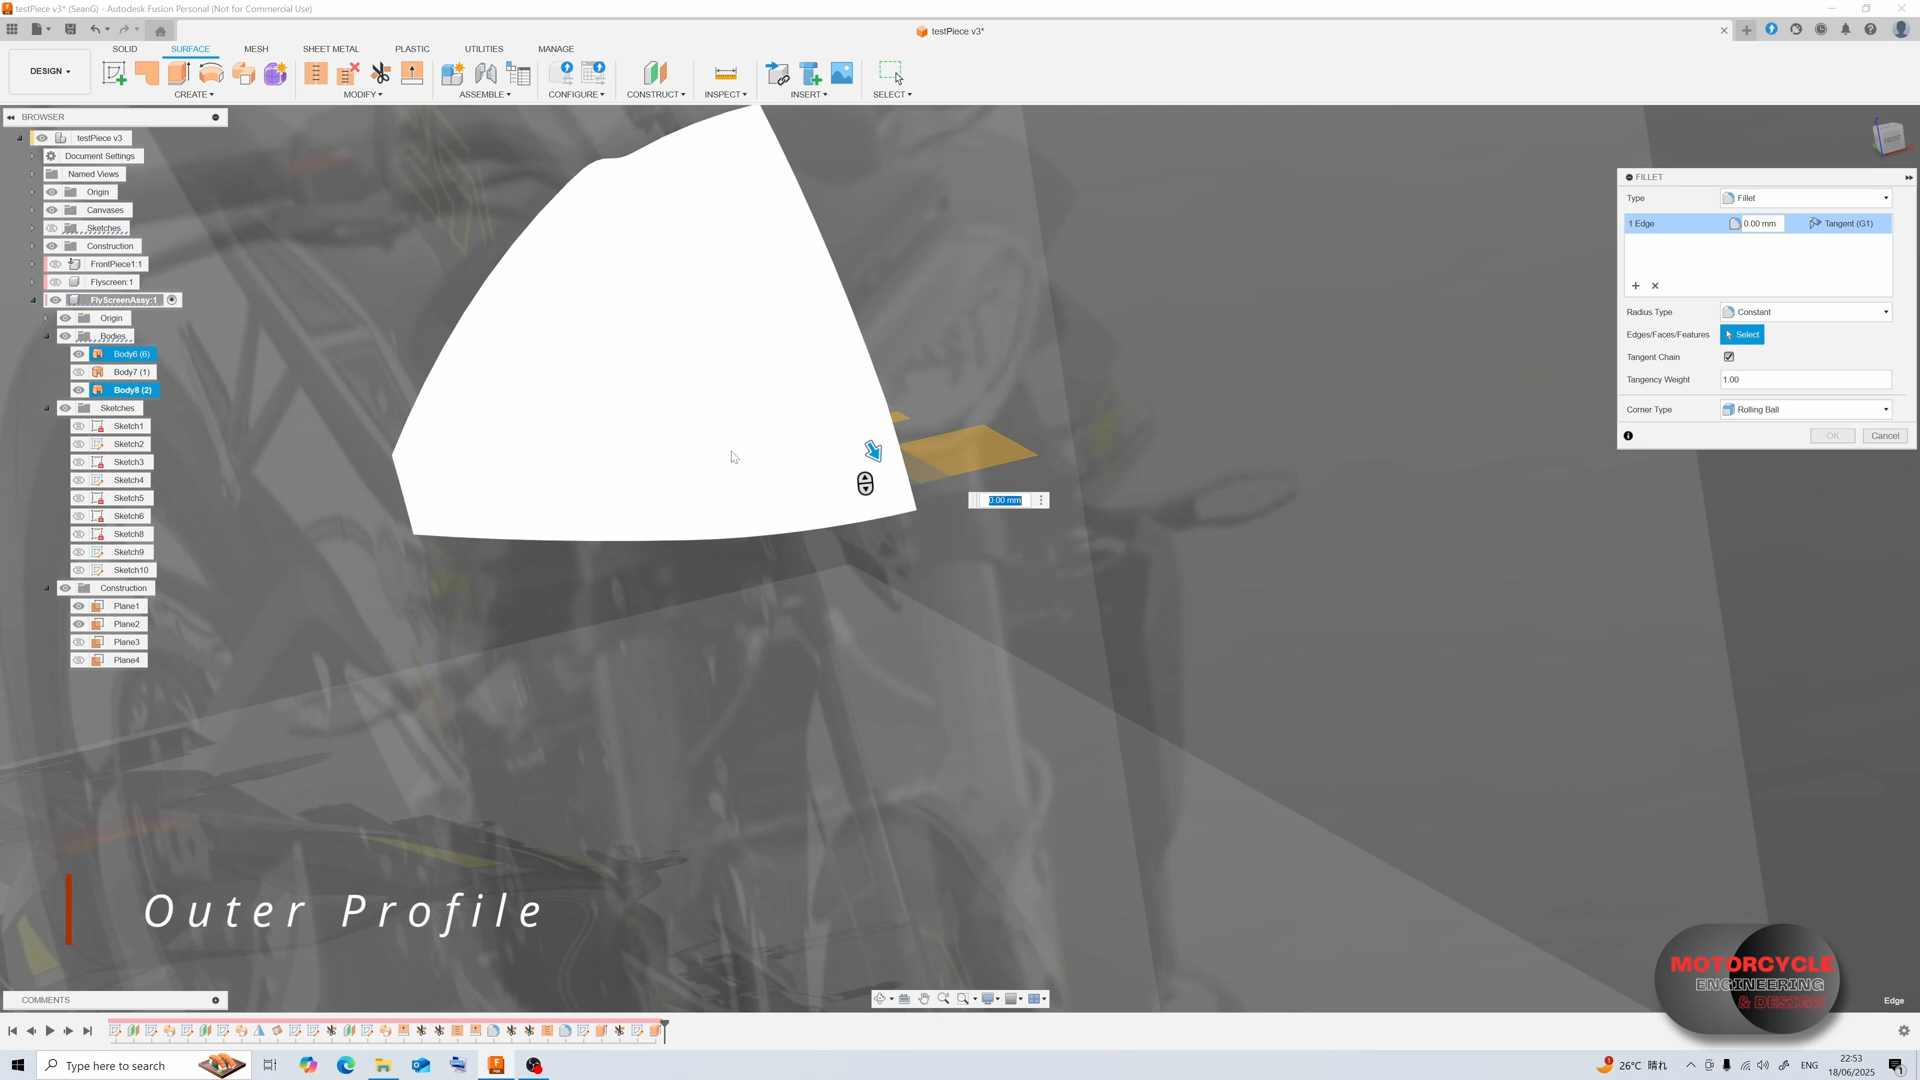 testPiece v3* (SeanG) - Autodesk Fusion Personal (Not for Commercial Use)
testPiece v3*
DESIGN
SOLID SURFACE MESH SHEET METAL PLASTIC UTILITIES MANAGE
CREATE MODIFY ASSEMBLE CONFIGURE CONSTRUCT INSPECT INSERT SELECT
BROWSER
testPiece v3
Document Settings
Named Views
Origin
Canvases
Sketches
Construction
FrontPiece1:1
Flyscreen:1
FlyScreenAssy:1
Origin
Bodies
Body6 (6)
Body7 (1)
Body8 (2)
Sketches
Sketch1
Sketch2
Sketch3
Sketch4
Sketch5
Sketch6
Sketch8
Sketch9
Sketch10
Construction
Plane1
Plane2
Plane3
Plane4
0.00 mm
FRONT
FILLET
Type Fillet
1 Edge 0.00 mm Tangent (G1)
Radius Type Constant
Edges/Faces/Features Select
Tangent Chain
Tangency Weight 1.00
Corner Type Rolling Ball
OK Cancel
Outer Profile
MOTORCYCLE
ENGINEERING
& DESIGN
COMMENTS
Edge
Type here to search
26°C 晴れ
ENG
22:53
18/06/2025